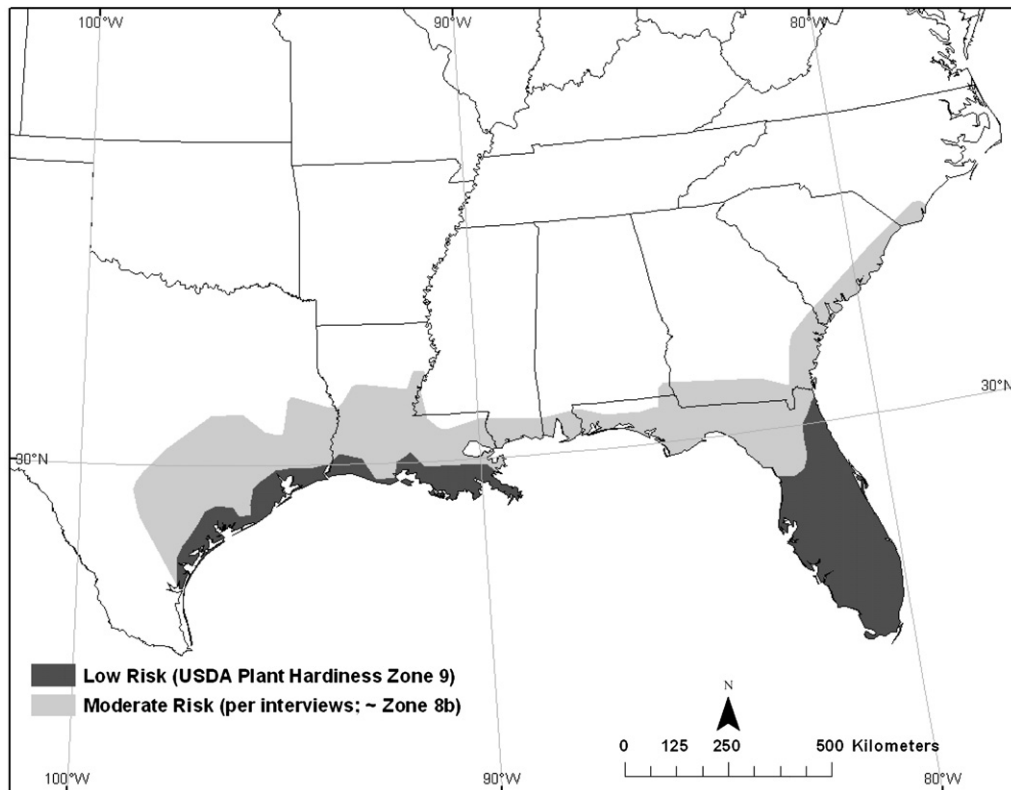 100°W
90°W
80°W
30°N
30°N
Low Risk (USDA Plant Hardiness Zone 9)
Moderate Risk (per interviews; ~ Zone 8b)
N
0 125 250 500 Kilometers
100°W
90°W
80°W